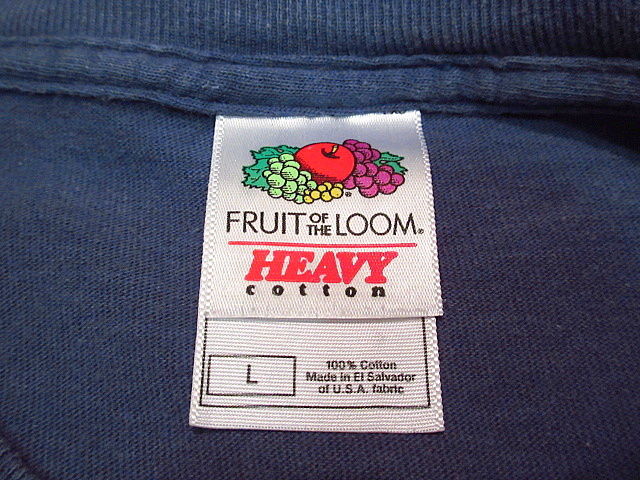 FRUIT OF THE LOOM®
HEAVY
cotton
L
100% Cotton
Made in El Salvador
of U.S.A. fabric